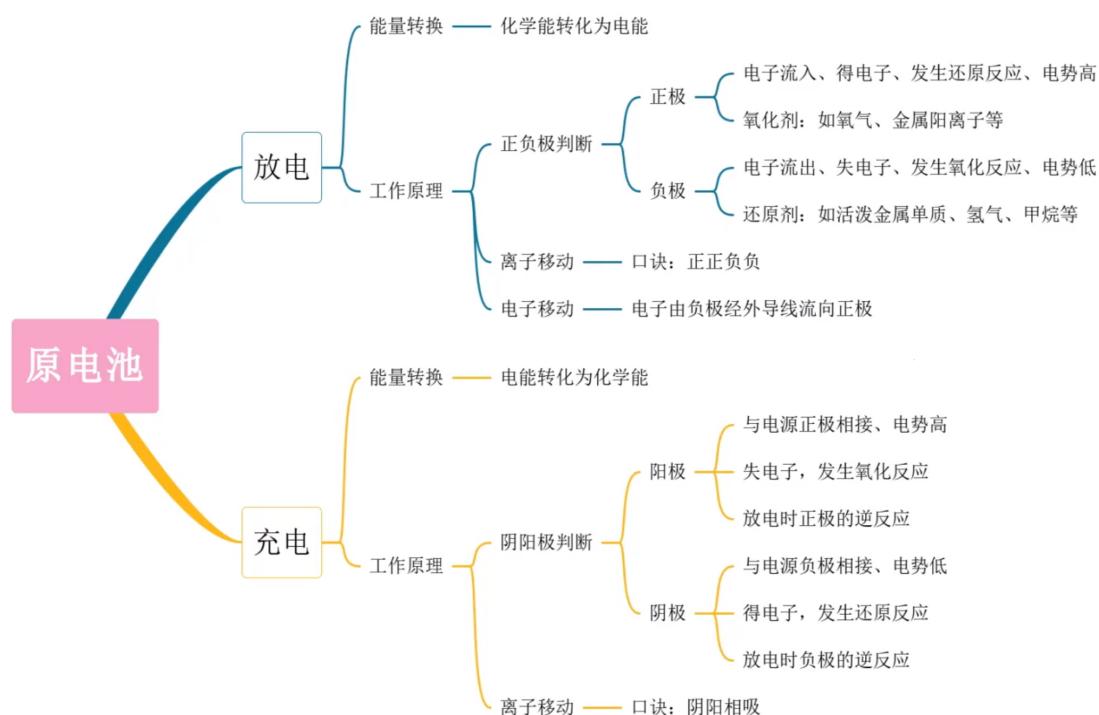 原电池
放电
能量转换
化学能转化为电能
工作原理
正负极判断
正极
电子流入、得电子、发生还原反应、电势高
氧化剂：如氧气、金属阳离子等
负极
电子流出、失电子、发生氧化反应、电势低
还原剂：如活泼金属单质、氢气、甲烷等
离子移动
口诀：正正负负
电子移动
电子由负极经外导线流向正极
充电
能量转换
电能转化为化学能
工作原理
阴阳极判断
阳极
与电源正极相接、电势高
失电子，发生氧化反应
放电时正极的逆反应
阴极
与电源负极相接、电势低
得电子，发生还原反应
放电时负极的逆反应
离子移动
口诀：阴阳相吸